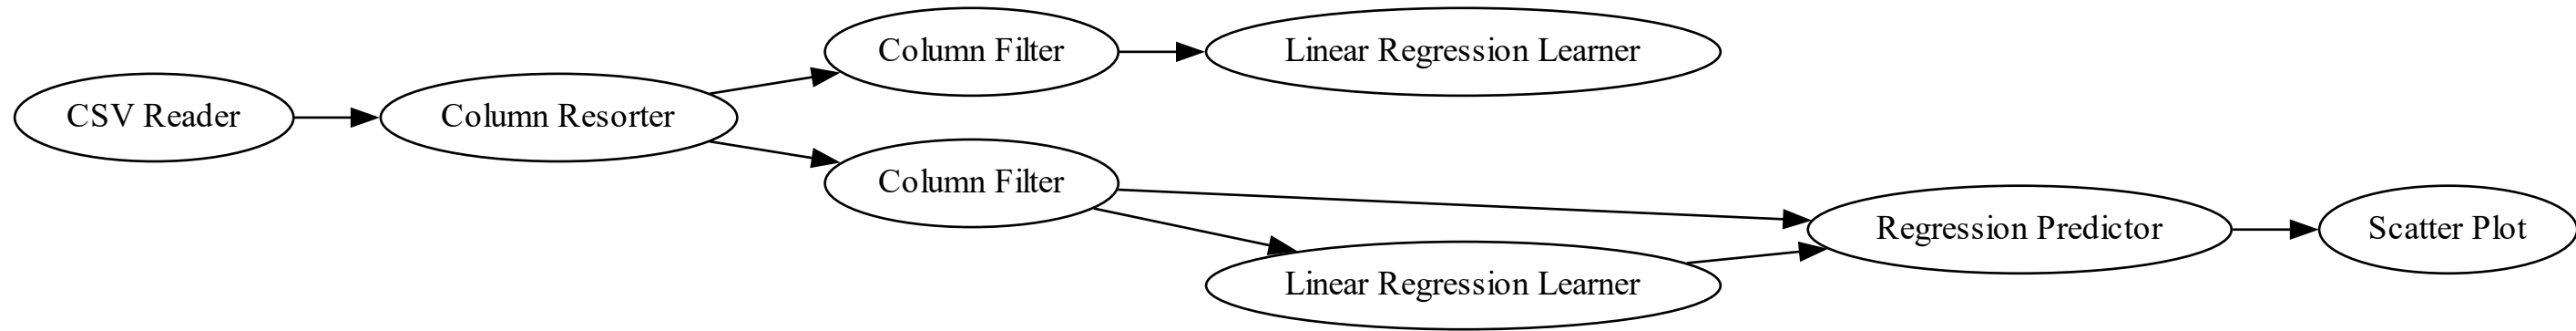 CSV Reader
Column Resorter
Column Filter
Linear Regression Learner
Column Filter
Linear Regression Learner
Regression Predictor
Scatter Plot